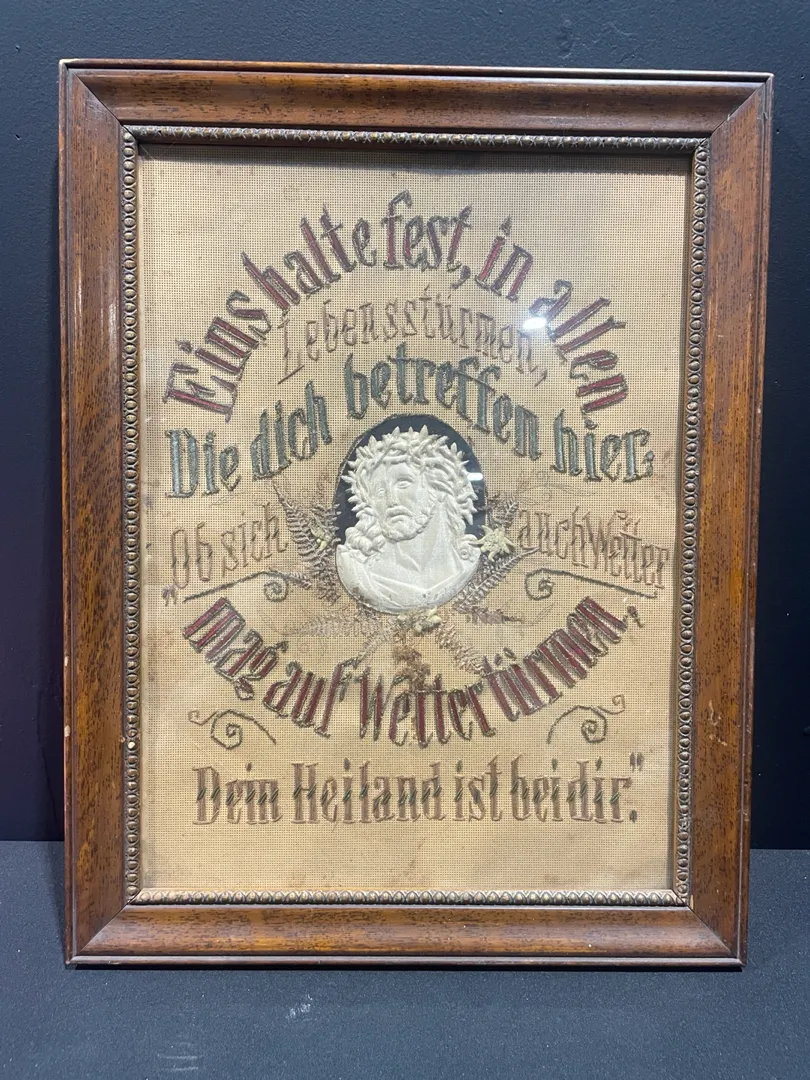 Eins halte fest, in allen
Lebensstürmen,
Die dich betreffen hier.
„Ob sich auch Wetter
mag auf Wetter türmen,
Dein Heiland ist bei dir."